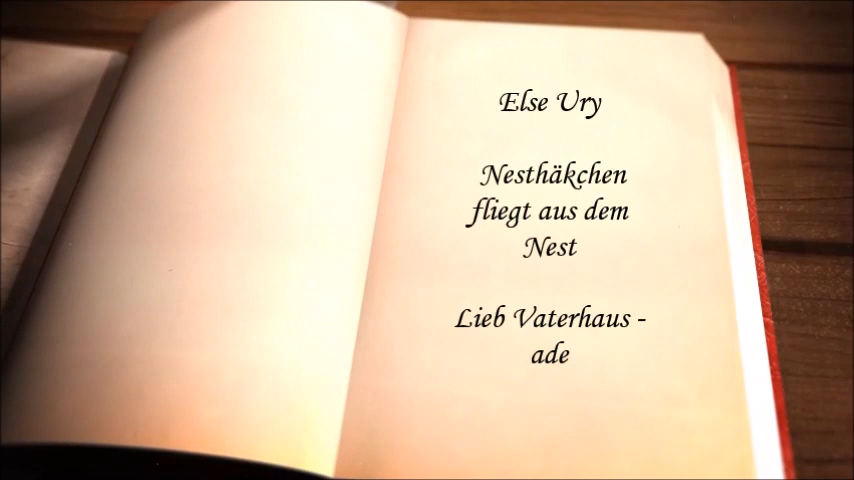 Else Ury
Nesthäkchen
fliegt aus dem
Nest
Lieb Vaterhaus -
ade